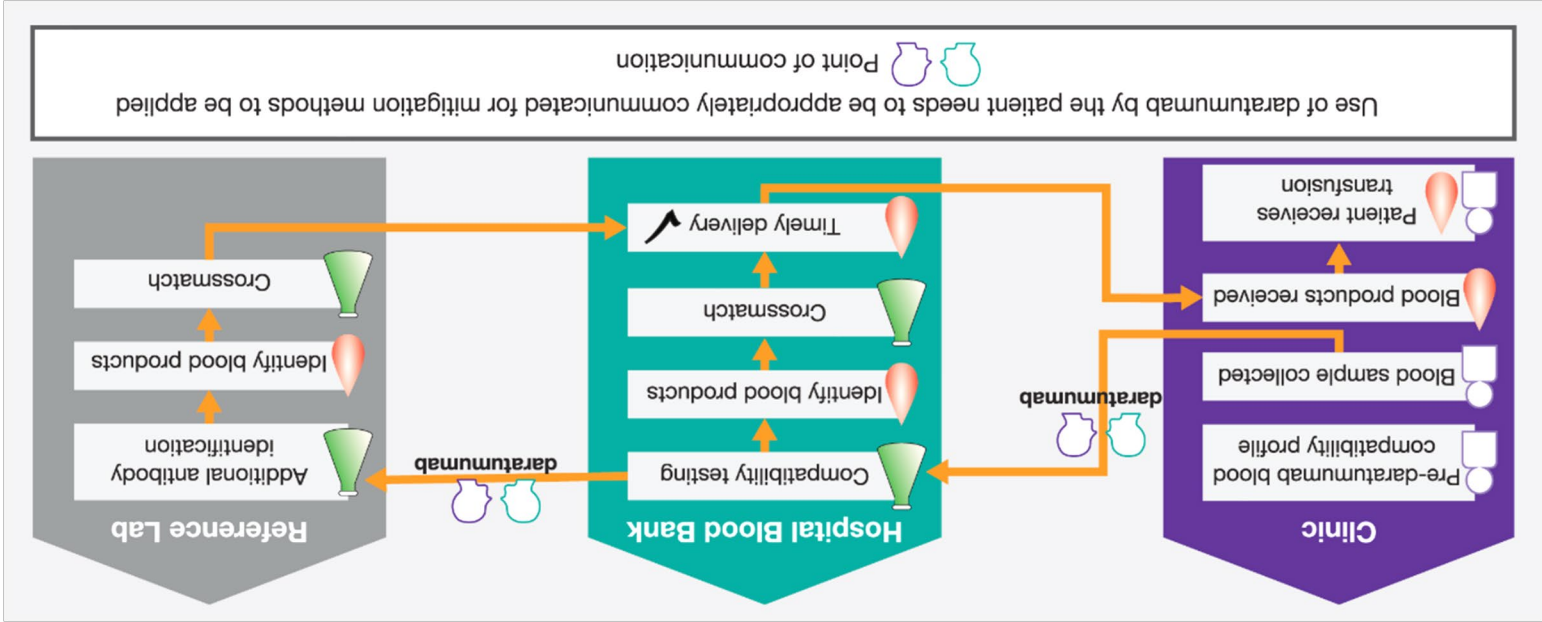 Clinic
Pre-daratumumab blood
compatibility profile
Blood sample collected
Blood products received
Patient receives
transfusion
daratumumab
Hospital Blood Bank
Compatibility testing
Identify blood products
Crossmatch
Timely delivery
daratumumab
Reference Lab
Additional antibody
identification
Identify blood products
Crossmatch
Use of daratumumab by the patient needs to be appropriately communicated for mitigation methods to be applied
Point of communication